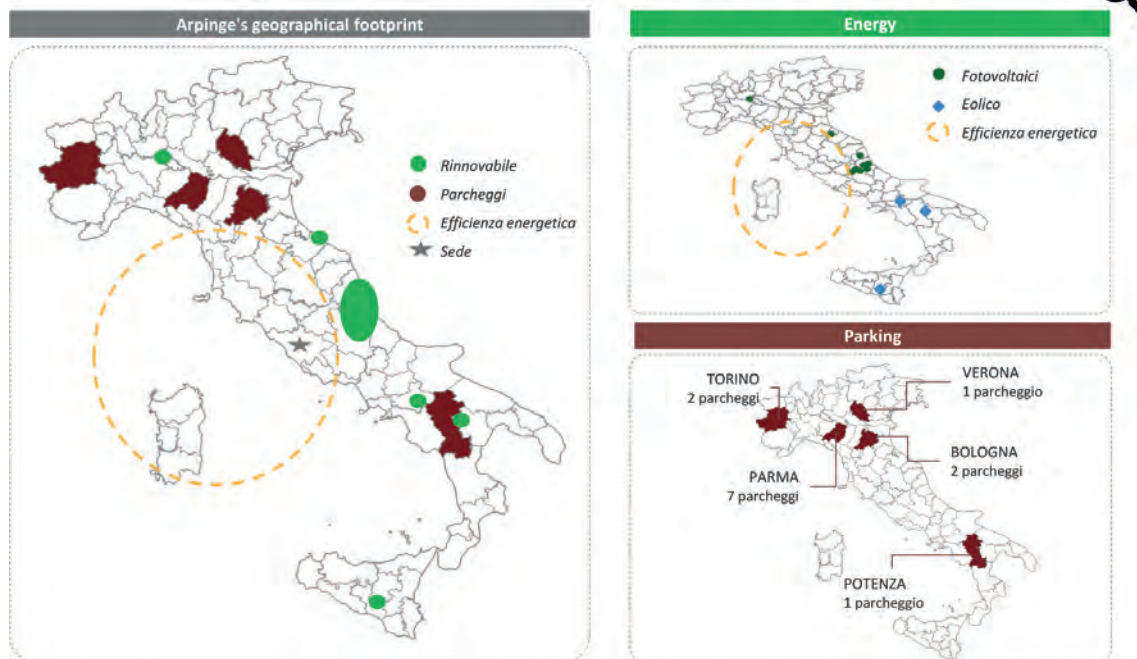 Arpinge's geographical footprint
Rinnovabile
Parcheggi
Efficienza energetica
Sede
Energy
Fotovoltaici
Eolico
Efficienza energetica
Parking
TORINO
2 parcheggi
VERONA
1 parcheggio
PARMA
7 parcheggi
BOLOGNA
2 parcheggi
POTENZA
1 parcheggio